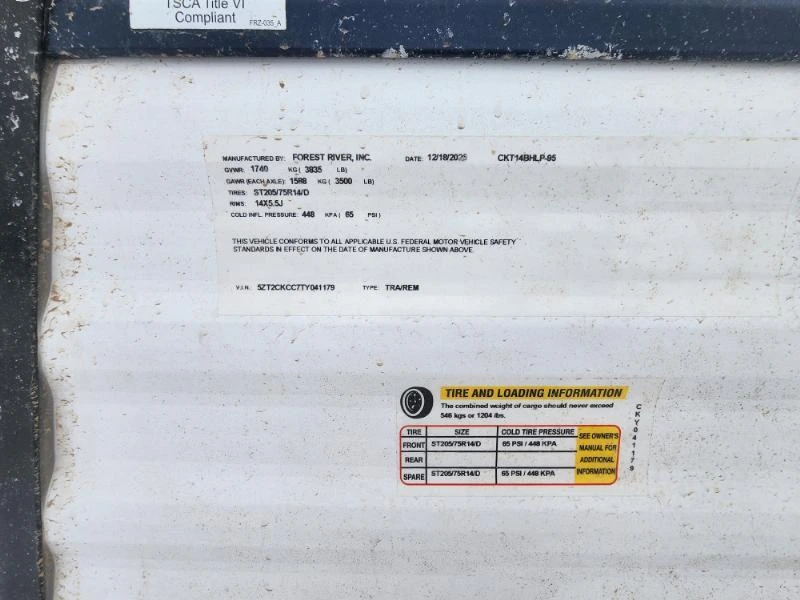 TSCA Title VI
Compliant
FRZ-035_A
MANUFACTURED BY: FOREST RIVER, INC. DATE: 12/18/2025 CKT14BHLP-95
GVWR: 1740 KG ( 3835 LB)
GAWR (EACH AXLE): 1588 KG ( 3500 LB)
TIRES: ST205/75R14/D
RIMS: 14X5.5J
COLD INFL. PRESSURE: 448 KPA ( 65 PSI)
THIS VEHICLE CONFORMS TO ALL APPLICABLE U.S. FEDERAL MOTOR VEHICLE SAFETY
STANDARDS IN EFFECT ON THE DATE OF MANUFACTURE SHOWN ABOVE.
V.I.N.: 5ZT2CKCC7TY041179 TYPE: TRA/REM
TIRE AND LOADING INFORMATION
The combined weight of cargo should never exceed
546 kgs or 1204 lbs.
TIRE SIZE COLD TIRE PRESSURE
FRONT ST205/75R14/D 65 PSI / 448 KPA
REAR
SPARE ST205/75R14/D 65 PSI / 448 KPA
SEE OWNER'S
MANUAL FOR
ADDITIONAL
INFORMATION
CKY041179